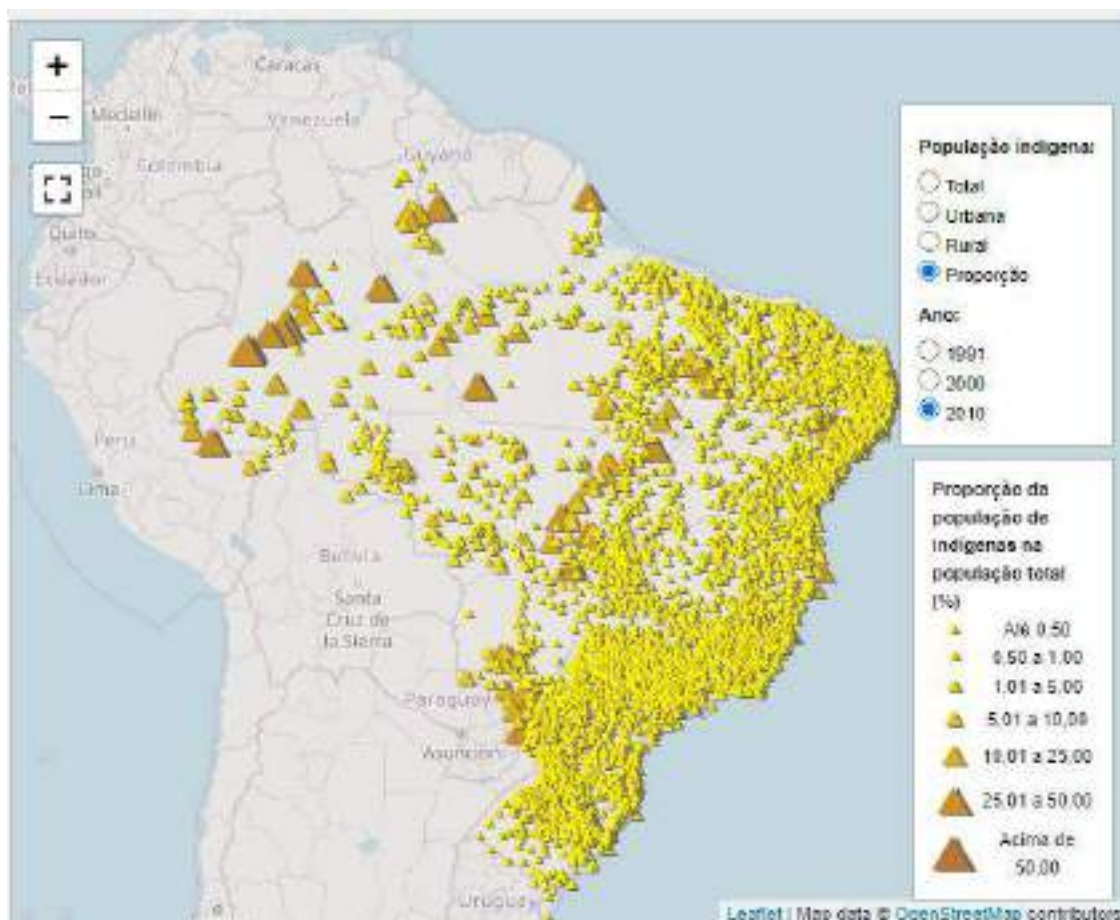 +
Caracas
Medellín
Venezuela
Guyana
Colombia
Quito
Ecuador
Peru
Lima
Bolivia
Santa
Cruz de
la Sierra
Paraguay
Asunción
Uruguay
População indígena:
Total
Urbana
Rural
Proporção
Ano:
1991
2000
2010
Proporção da
população de
indígenas na
população total
(%)
Até 0,50
0,50 a 1,00
1,01 a 5,00
5,01 a 10,00
10,01 a 25,00
25,01 a 50,00
Acima de
50,00
Leaflet | Map data © OpenStreetMap contributors